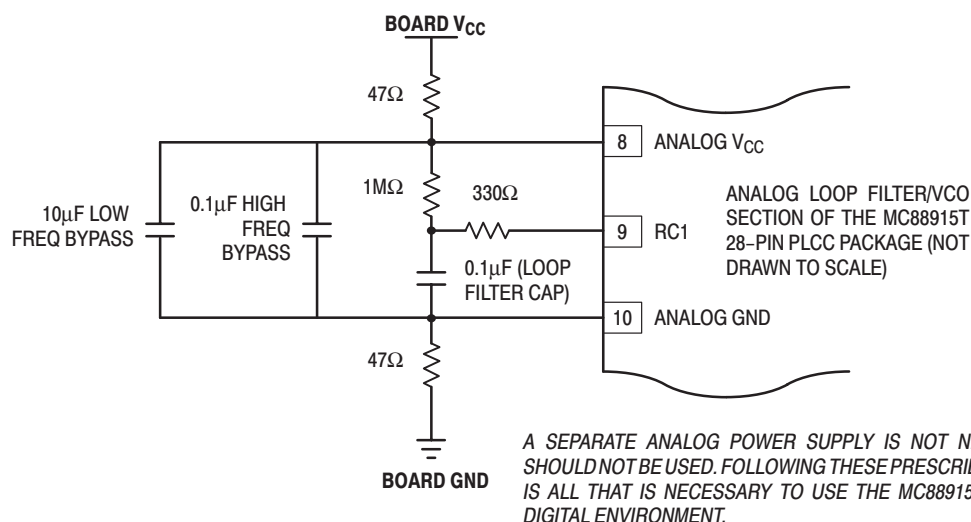 BOARD VCC
47Ω
8 ANALOG VCC
1MΩ
330Ω
10μF LOW
FREQ BYPASS
0.1μF HIGH
FREQ
BYPASS
9 RC1
ANALOG LOOP FILTER/VCO
SECTION OF THE MC88915T
28–PIN PLCC PACKAGE (NOT
DRAWN TO SCALE)
0.1μF (LOOP
FILTER CAP)
10 ANALOG GND
47Ω
BOARD GND
A SEPARATE ANALOG POWER SUPPLY IS NOT
SHOULD NOT BE USED. FOLLOWING THESE
IS ALL THAT IS NECESSARY TO USE THE MC88915
DIGITAL ENVIRONMENT.